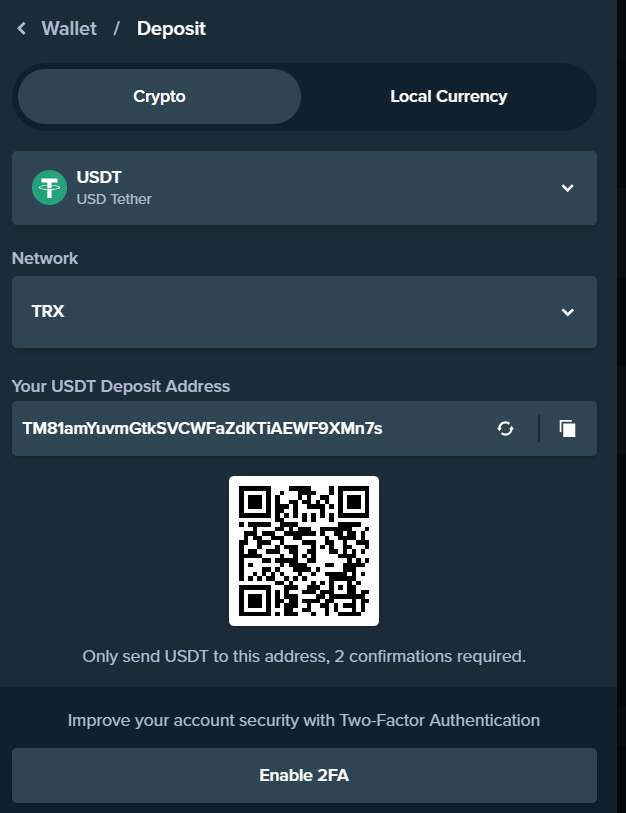 Wallet / Deposit
Crypto
Local Currency
USDT
USD Tether
Network
TRX
Your USDT Deposit Address
TM81amYuvmGtkSVCWFaZdKTiAEWF9XMn7s
Only send USDT to this address, 2 confirmations required.
Improve your account security with Two-Factor Authentication
Enable 2FA